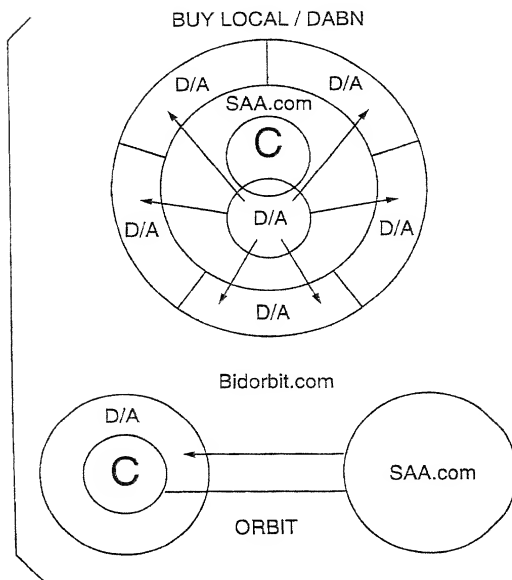 BUY LOCAL / DABN
D/A
D/A
SAA.com
C
D/A
D/A
D/A
D/A
Bidorbit.com
D/A
C
SAA.com
ORBIT